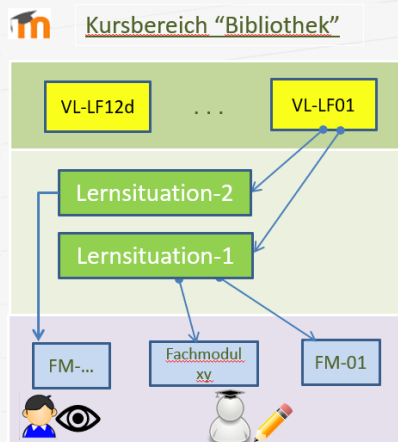 Kursbereich “Bibliothek”
VL-LF12d
. . .
VL-LF01
Lernsituation-2
Lernsituation-1
FM-...
Fachmodul
xy
FM-01